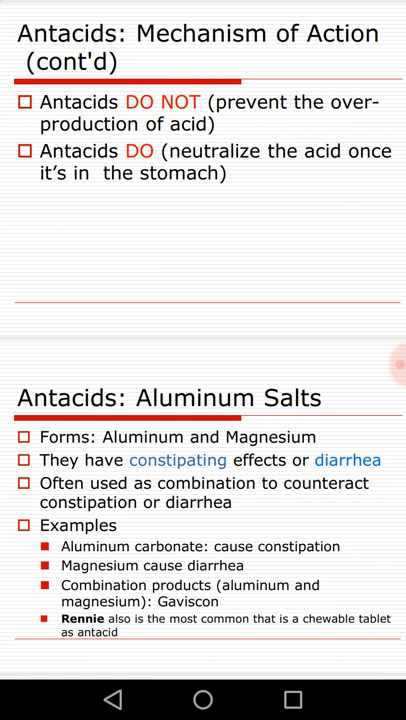 Antacids: Mechanism of Action
(cont'd)
Antacids DO NOT (prevent the over-
production of acid)
Antacids DO (neutralize the acid once
it's in the stomach)
Antacids: Aluminum Salts
Forms: Aluminum and Magnesium
They have constipating effects or diarrhea
Often used as combination to counteract
constipation or diarrhea
Examples
Aluminum carbonate: cause constipation
Magnesium cause diarrhea
Combination products (aluminum and
magnesium): Gaviscon
Rennie also is the most common that is a chewable tablet
as antacid